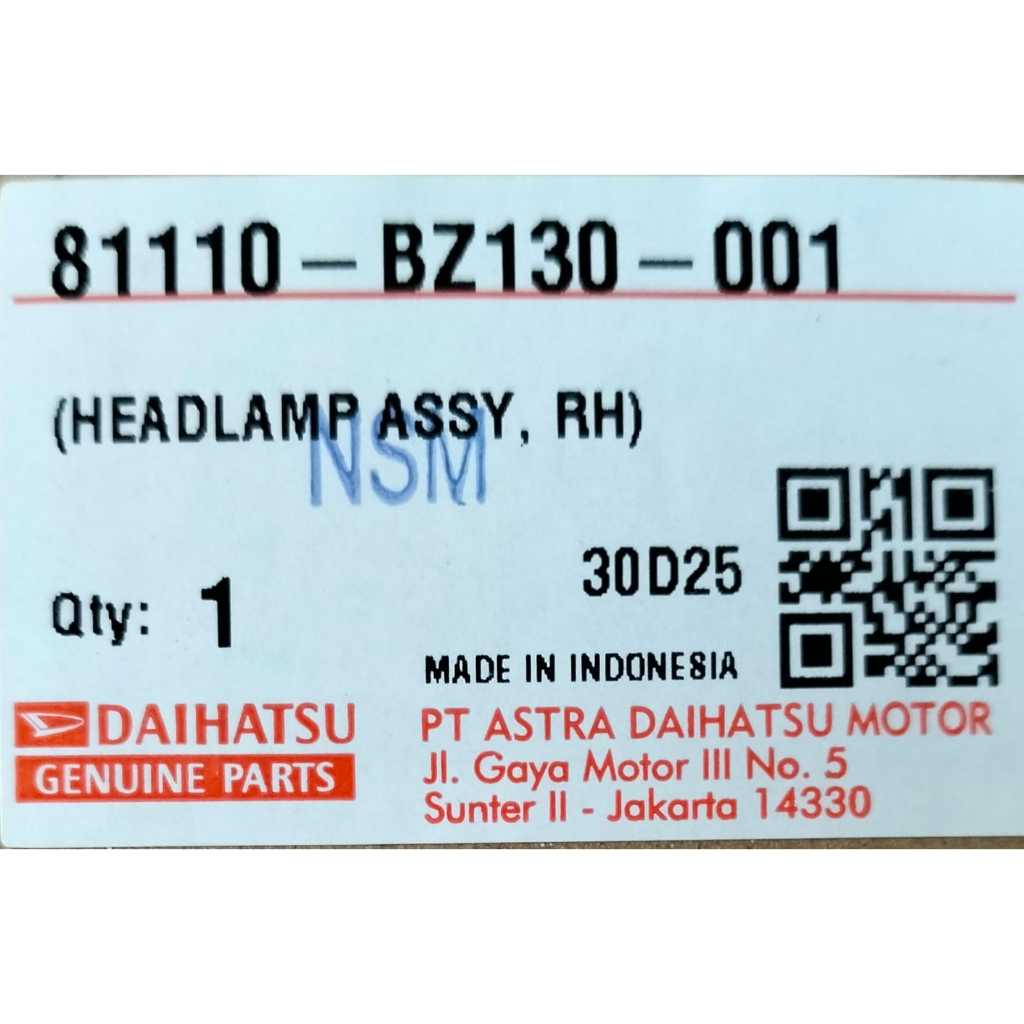 81110-BZ130-001
(HEADLAMP ASSY, RH)
NSM
30D25
Qty: 1
MADE IN INDONESIA
DAIHATSU
GENUINE PARTS
PT ASTRA DAIHATSU MOTOR
Jl. Gaya Motor III No. 5
Sunter II - Jakarta 14330